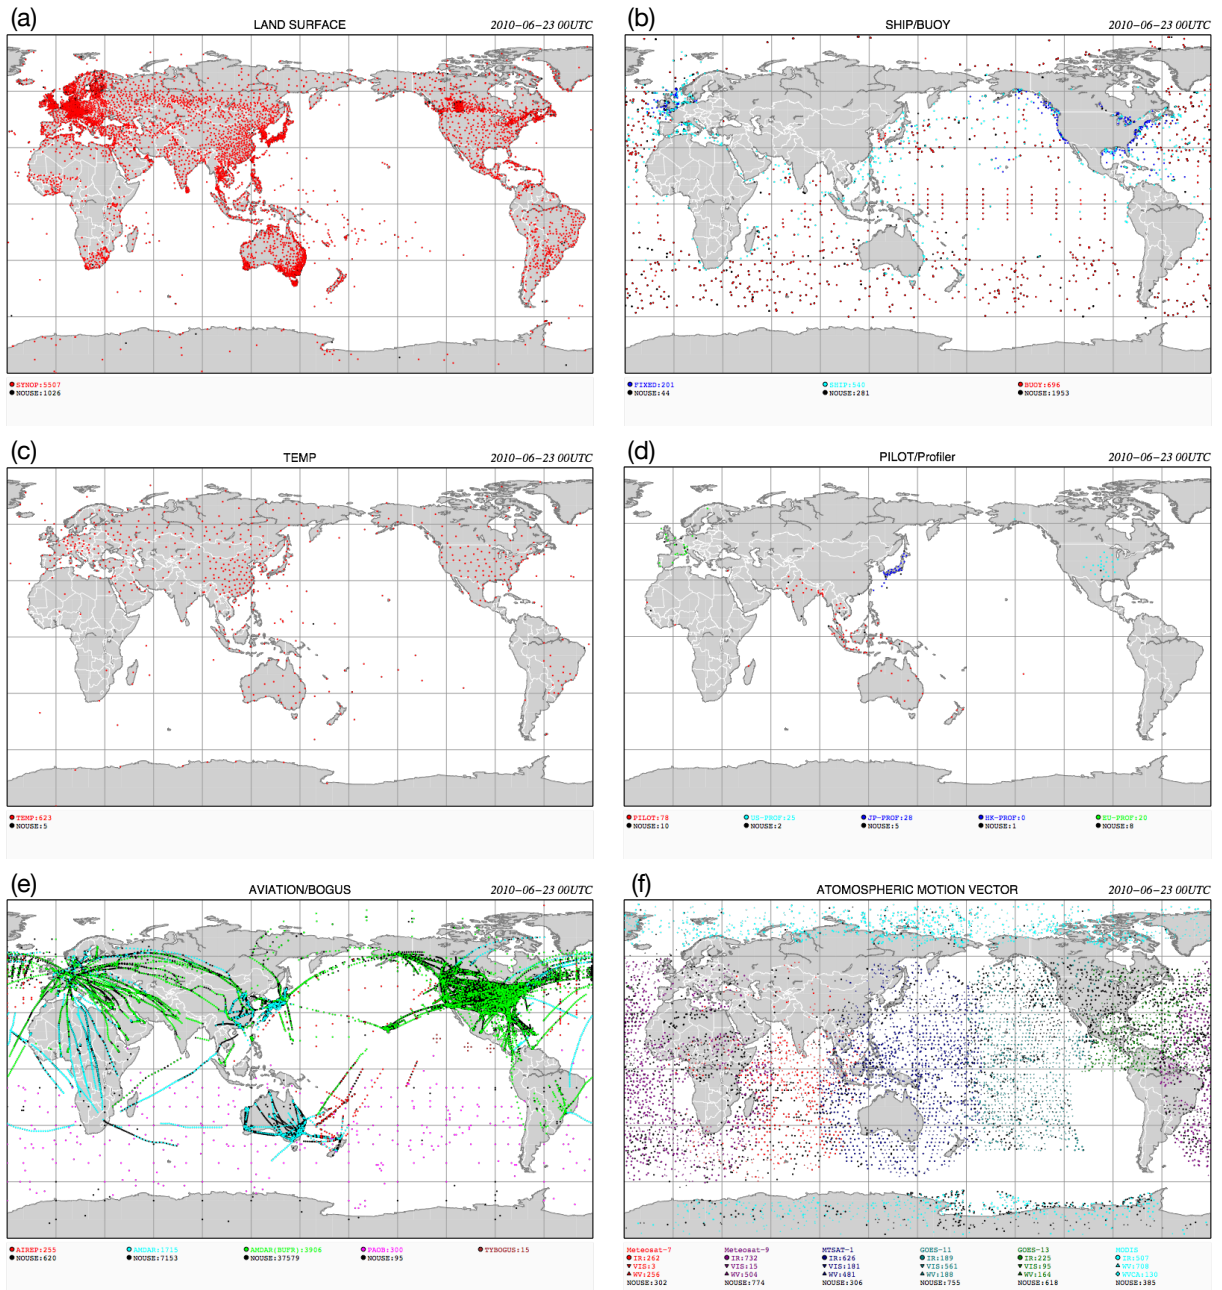 (a) LAND SURFACE 2010-06-23 00UTC
SYNOP:5507
NOUSE:1026
(b) SHIP/BUOY 2010-06-23 00UTC
FIXED:201 SHIP:540 BUOY:696
NOUSE:44 NOUSE:281 NOUSE:1953
(c) TEMP 2010-06-23 00UTC
TEMP:623
NOUSE:5
(d) PILOT/Profiler 2010-06-23 00UTC
PILOT:78 US-PROF:25 JP-PROF:28 HK-PROF:0 EU-PROF:20
NOUSE:10 NOUSE:2 NOUSE:5 NOUSE:1 NOUSE:8
(e) AVIATION/BOGUS 2010-06-23 00UTC
AIREP:255 AMDAR:1715 AMDAR(BUFR):3906 PAOB:300 TYBOGUS:15
NOUSE:620 NOUSE:7153 NOUSE:37579 NOUSE:95
(f) ATOMOSPHERIC MOTION VECTOR 2010-06-23 00UTC
Meteosat-7 Meteosat-9 MTSAT-1 GOES-11 GOES-13 MODIS
IR:262 IR:732 IR:626 IR:189 IR:225 IR:507
VIS:3 VIS:15 VIS:181 VIS:561 VIS:95 WV:708
WV:256 WV:504 WV:481 WV:188 WV:164 WVCA:130
NOUSE:302 NOUSE:774 NOUSE:306 NOUSE:755 NOUSE:618 NOUSE:385